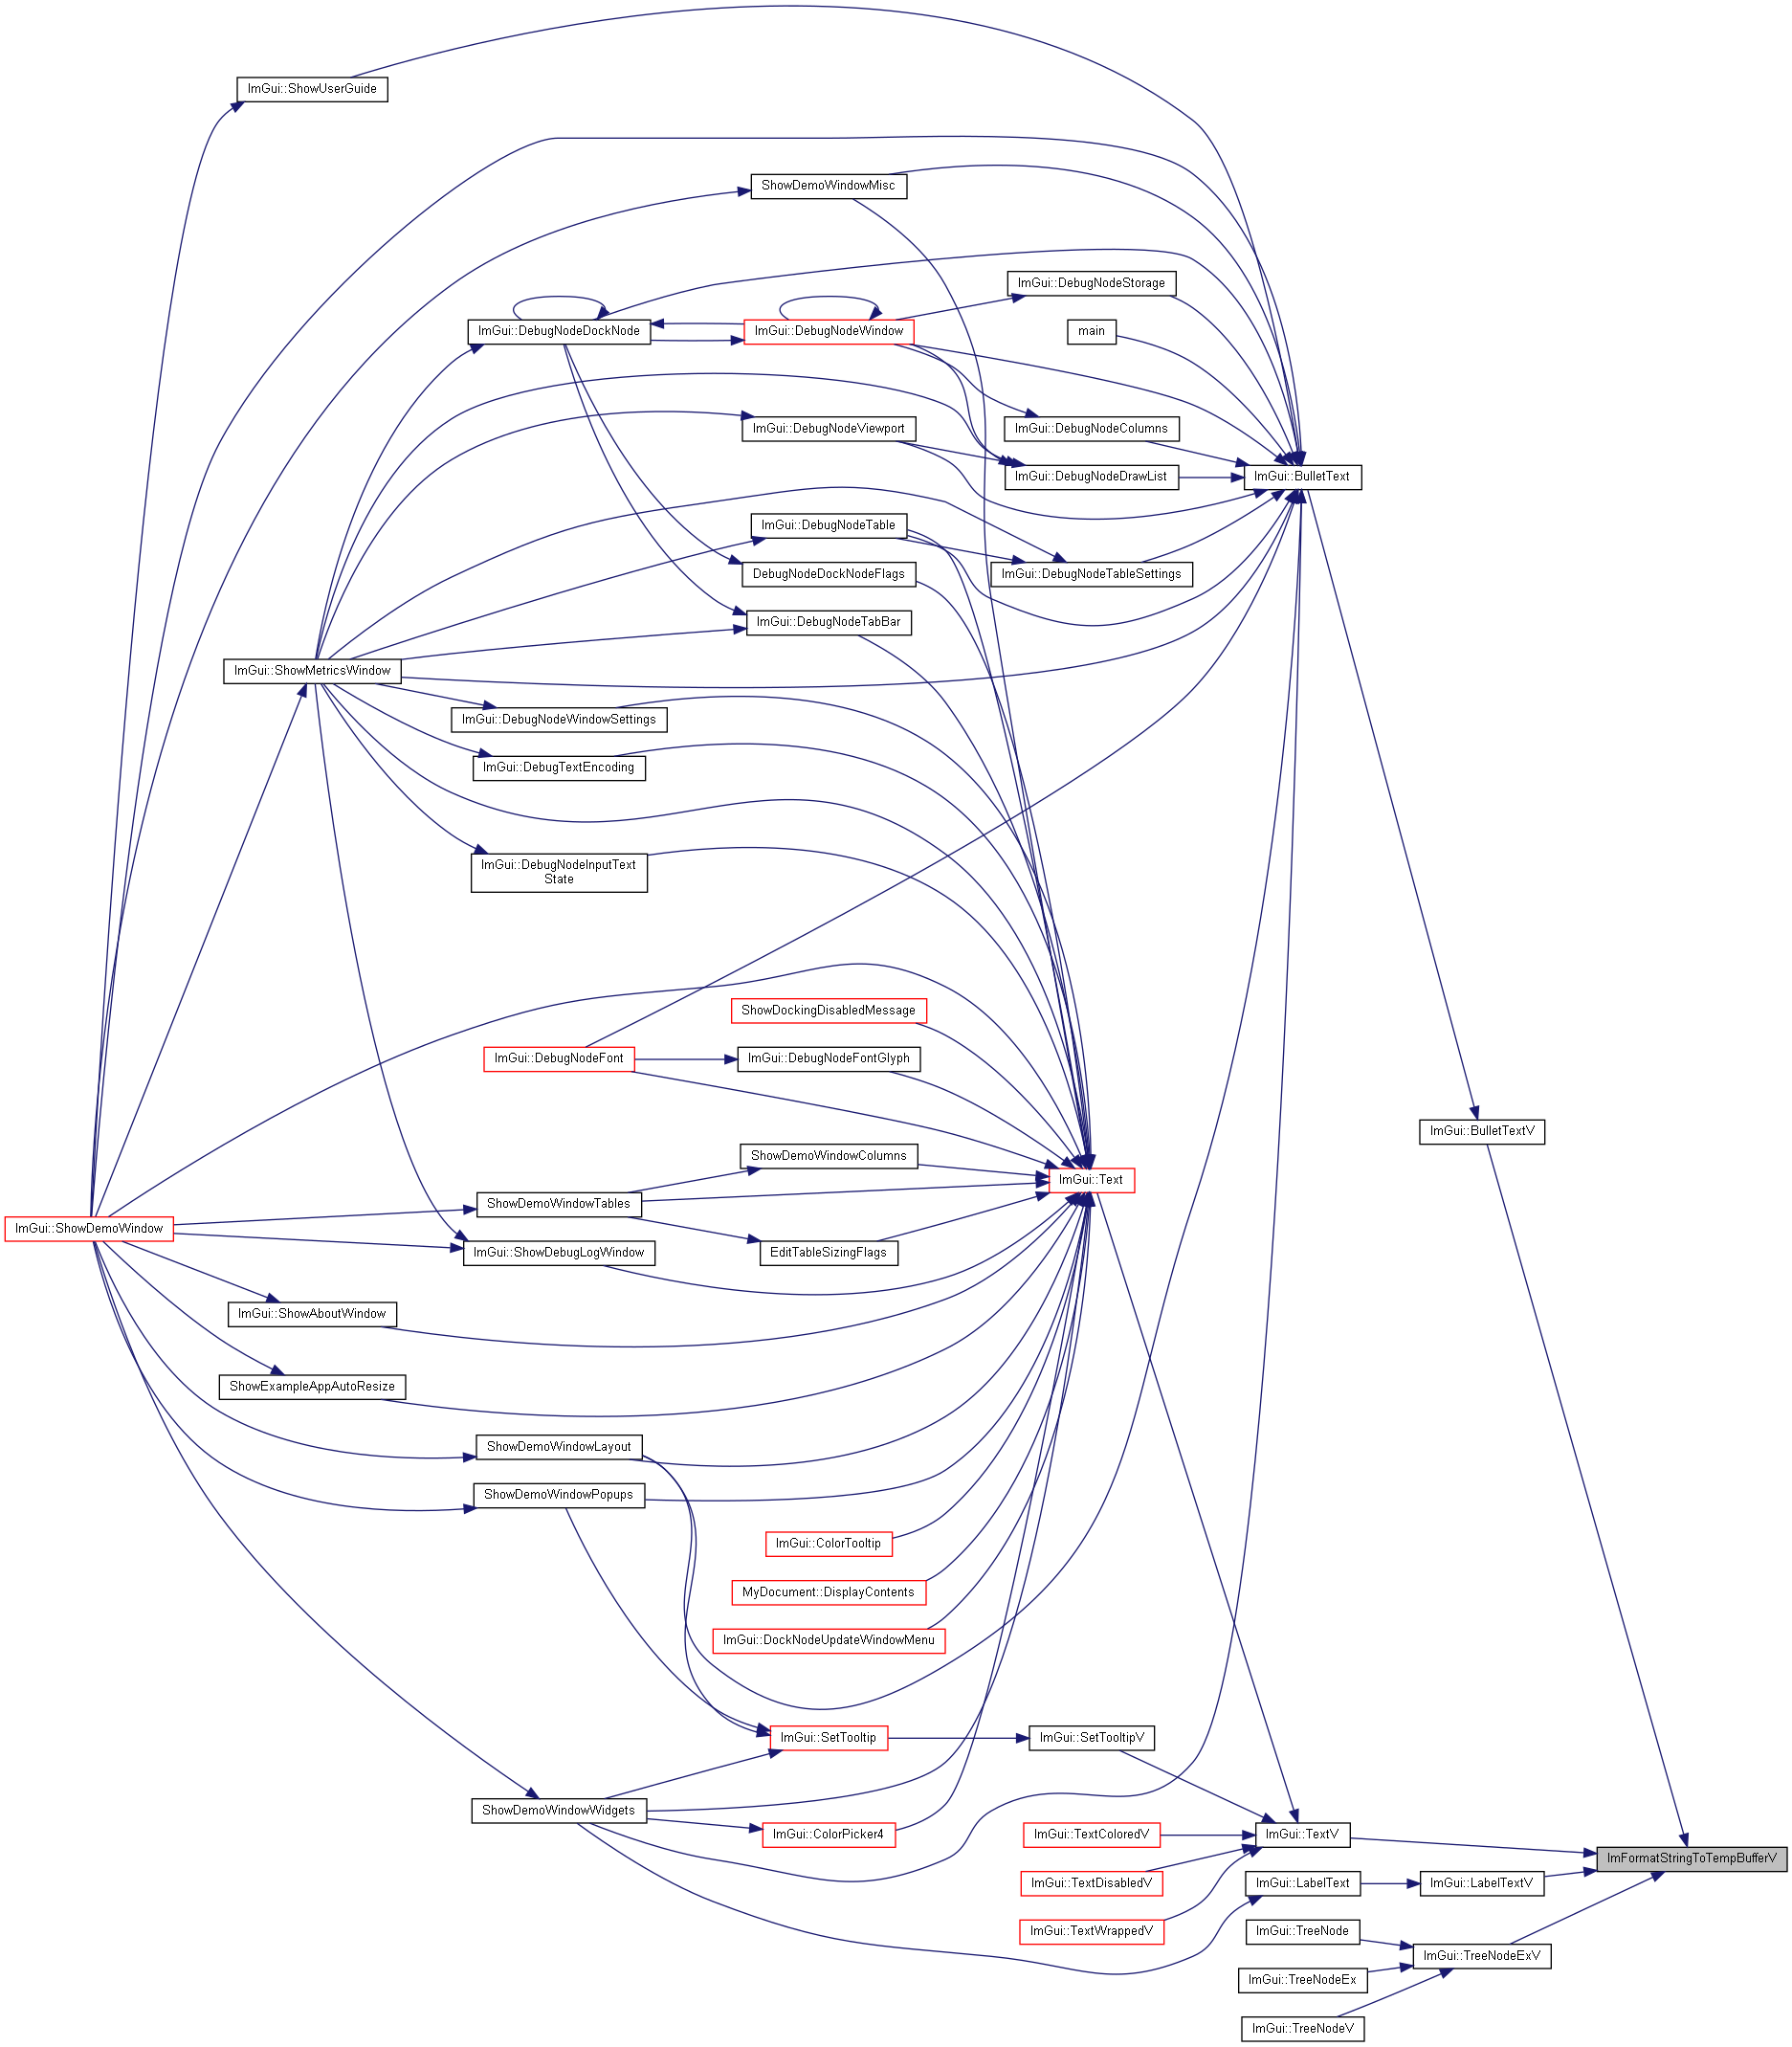 ImGui::ShowUserGuide
ShowDemoWindowMisc
ImGui::DebugNodeStorage
ImGui::DebugNodeDockNode
ImGui::DebugNodeWindow
main
ImGui::DebugNodeViewport
ImGui::DebugNodeColumns
ImGui::DebugNodeDrawList
ImGui::BulletText
ImGui::DebugNodeTable
DebugNodeDockNodeFlags
ImGui::DebugNodeTableSettings
ImGui::DebugNodeTabBar
ImGui::ShowMetricsWindow
ImGui::DebugNodeWindowSettings
ImGui::DebugTextEncoding
ImGui::DebugNodeInputText
State
ShowDockingDisabledMessage
ImGui::DebugNodeFont
ImGui::DebugNodeFontGlyph
ImGui::BulletTextV
ShowDemoWindowColumns
ImGui::Text
ShowDemoWindowTables
ImGui::ShowDemoWindow
ImGui::ShowDebugLogWindow
EditTableSizingFlags
ImGui::ShowAboutWindow
ShowExampleAppAutoResize
ShowDemoWindowLayout
ShowDemoWindowPopups
ImGui::ColorTooltip
MyDocument::DisplayContents
ImGui::DockNodeUpdateWindowMenu
ImGui::SetTooltip
ImGui::SetTooltipV
ShowDemoWindowWidgets
ImGui::ColorPicker4
ImGui::TextColoredV
ImGui::TextV
ImFormatStringToTempBufferV
ImGui::TextDisabledV
ImGui::LabelText
ImGui::LabelTextV
ImGui::TextWrappedV
ImGui::TreeNode
ImGui::TreeNodeExV
ImGui::TreeNodeEx
ImGui::TreeNodeV